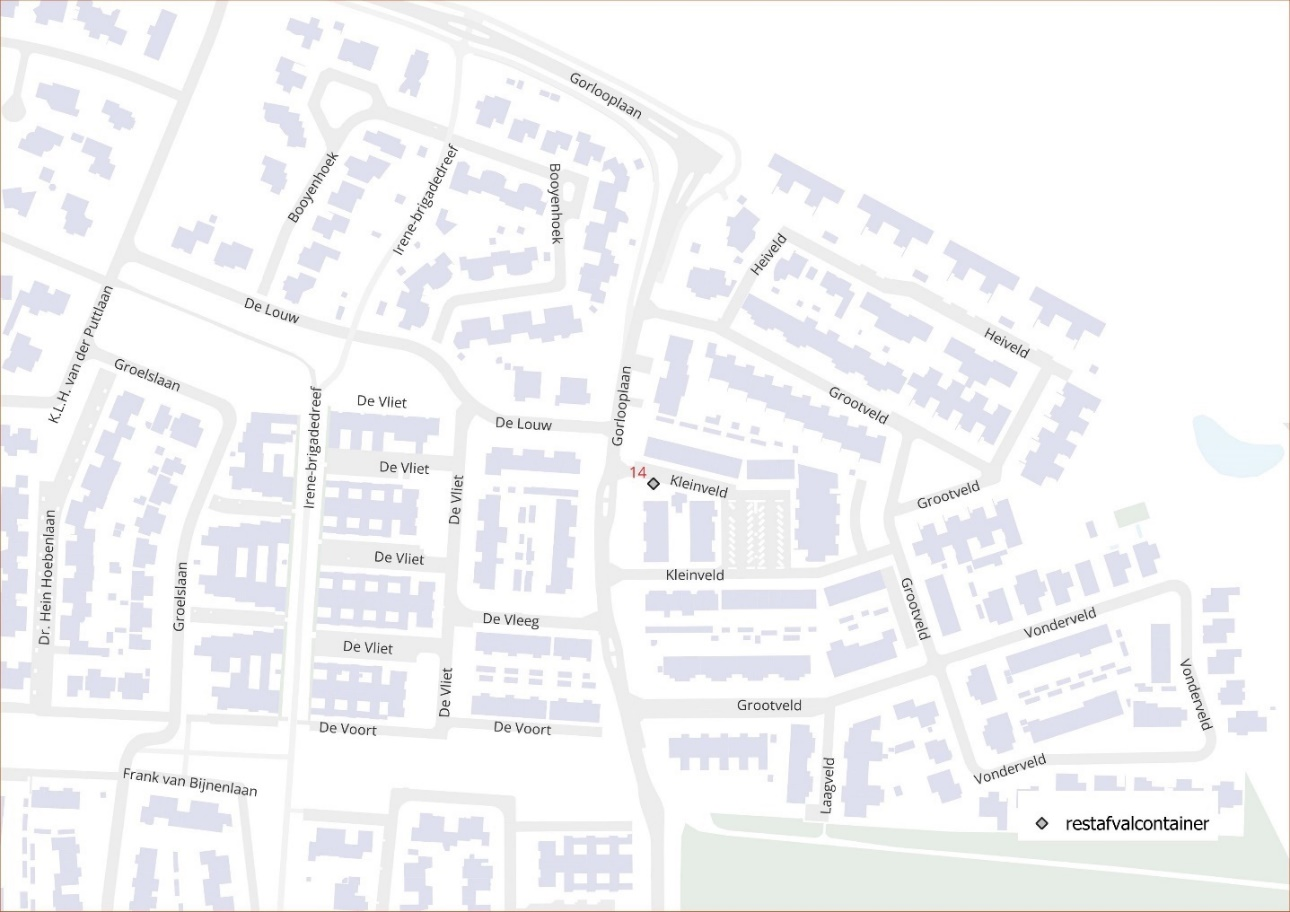 Gorlooplaan
Booyenhoek
Irene-brigadedreef
Booyenhoek
Heiveld
K.L.H. van der Puttlaan
De Louw
Heiveld
Groelslaan
Gorlooplaan
De Vliet
Grootveld
De Louw
Irene-brigadedreef
De Vliet
14
Kleinveld
De Vliet
Grootveld
De Vliet
Kleinveld
Dr. Hein Hoebenlaan
Groelslaan
Grootveld
De Vleeg
Vonderveld
De Vliet
De Vliet
Vonderveld
Grootveld
De Voort
De Voort
Frank van Bijnenlaan
Laagveld
Vonderveld
restafvalcontainer